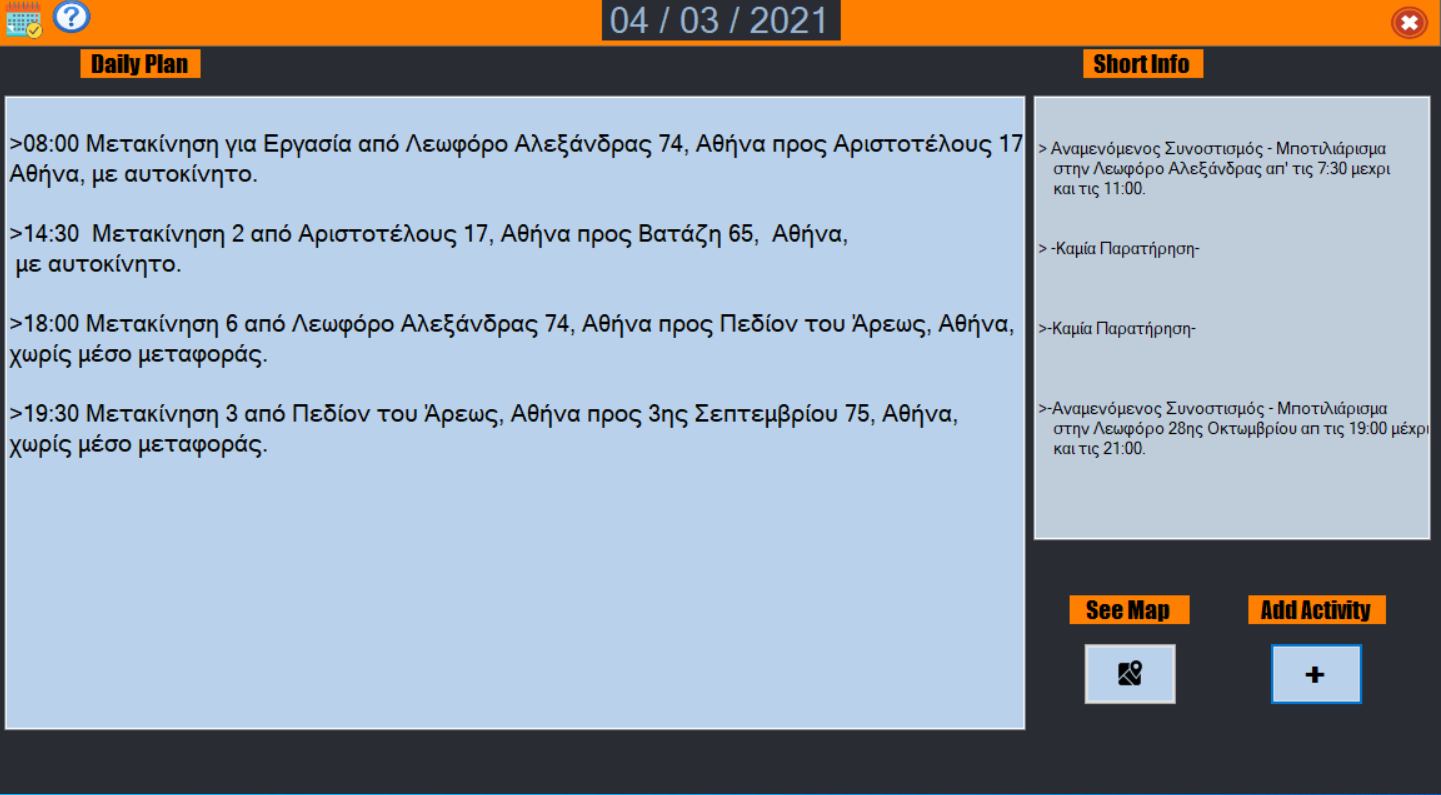 04 / 03 / 2021
Daily Plan
Short Info
>08:00 Μετακίνηση για Εργασία από Λεωφόρο Αλεξάνδρας 74, Αθήνα προς Αριστοτέλους 17
Αθήνα, με αυτοκίνητο.
>14:30 Μετακίνηση 2 από Αριστοτέλους 17, Αθήνα προς Βατάζη 65, Αθήνα,
με αυτοκίνητο.
>18:00 Μετακίνηση 6 από Λεωφόρο Αλεξάνδρας 74, Αθήνα προς Πεδίον του Άρεως, Αθήνα,
χωρίς μέσο μεταφοράς.
>19:30 Μετακίνηση 3 από Πεδίον του Άρεως, Αθήνα προς 3ης Σεπτεμβρίου 75, Αθήνα,
χωρίς μέσο μεταφοράς.
> Αναμενόμενος Συνοστισμός - Μποτιλιάρισμα
στην Λεωφόρο Αλεξάνδρας απ' τις 7:30 μεχρι
και τις 11:00.
> -Καμία Παρατήρηση-
>-Καμία Παρατήρηση-
>-Αναμενόμενος Συνοστισμός - Μποτιλιάρισμα
στην Λεωφόρο 28ης Οκτωμβρίου απ τις 19:00 μέχρι
και τις 21:00.
See Map
Add Activity